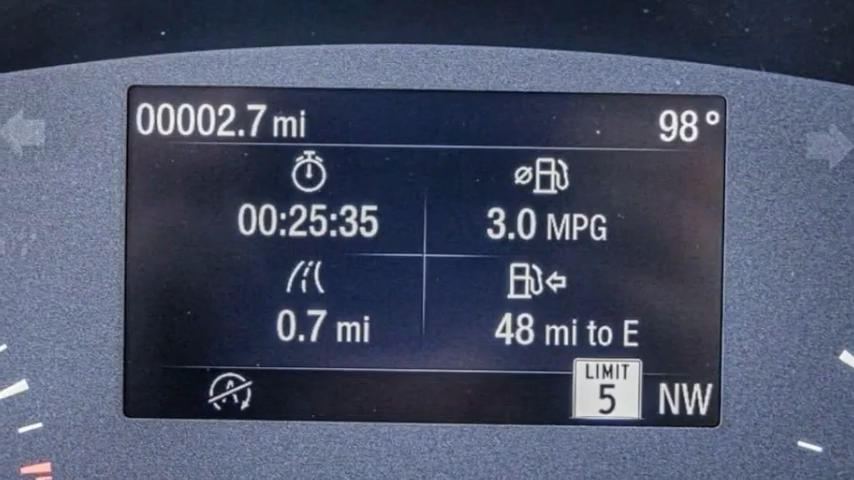 00002.7 mi 98°
00:25:35 3.0 MPG
0.7 mi 48 mi to E
LIMIT
5 NW